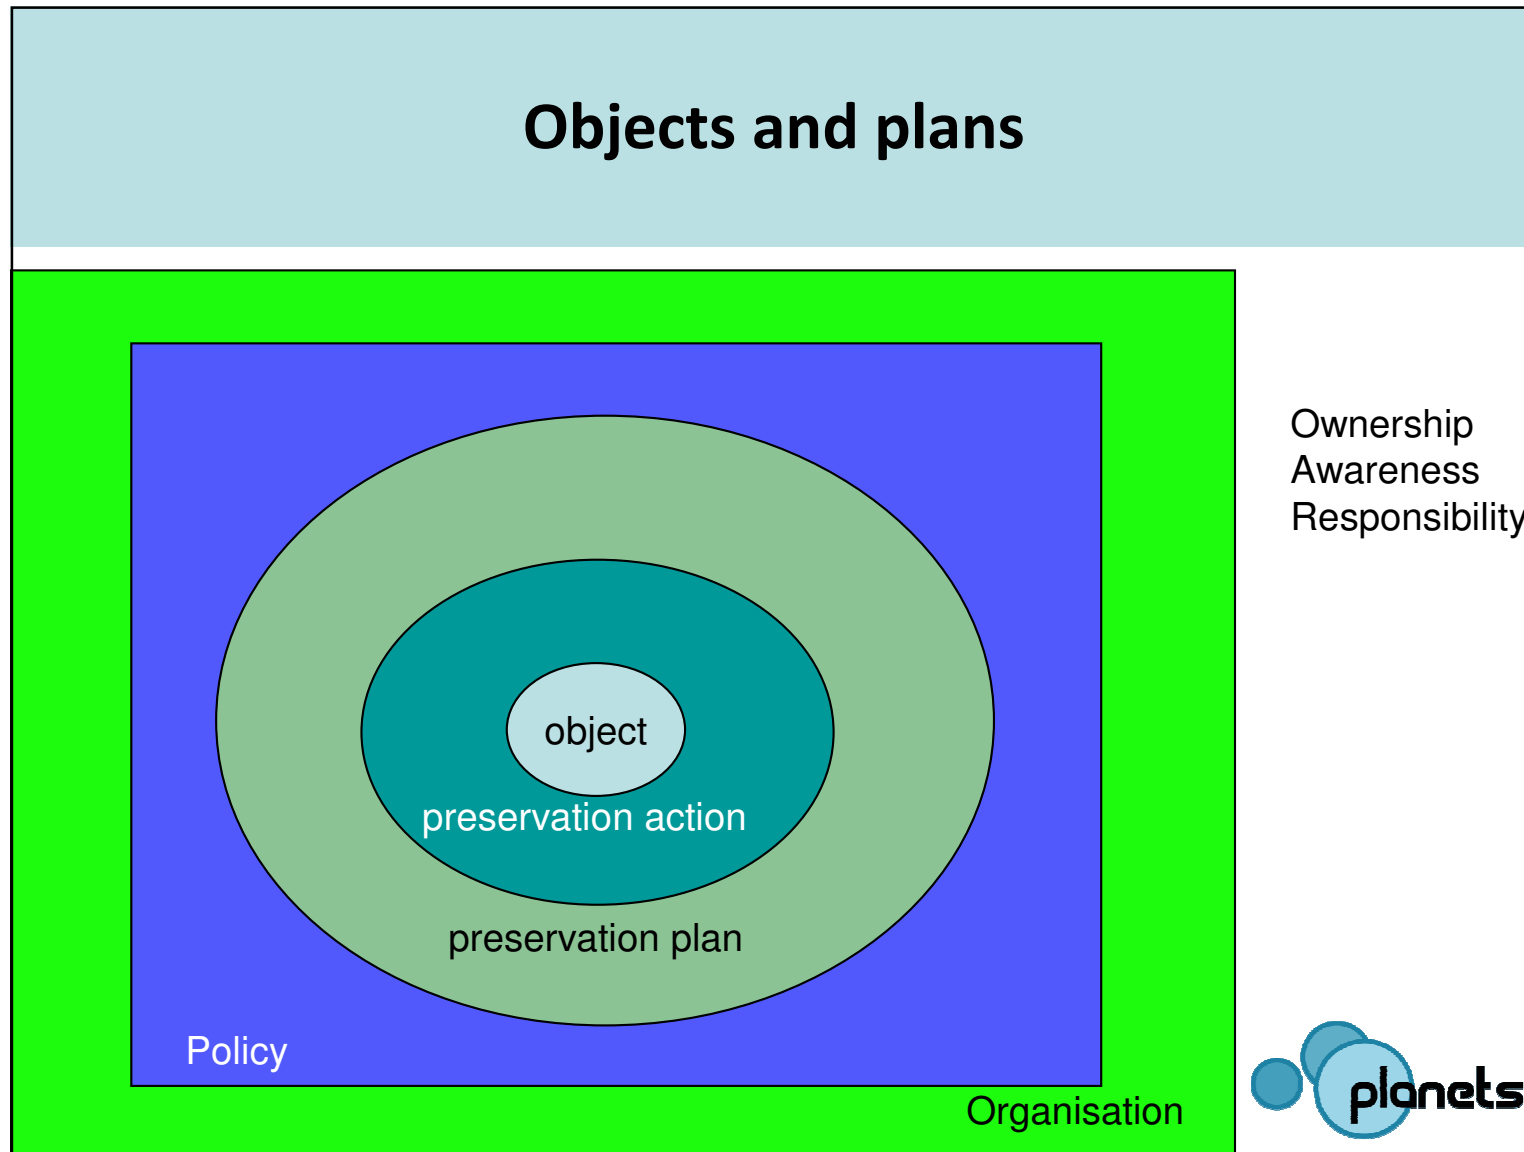 Objects and plans
Ownership
Awareness
Responsibility
object
preservation action
preservation plan
Policy
Organisation
planets